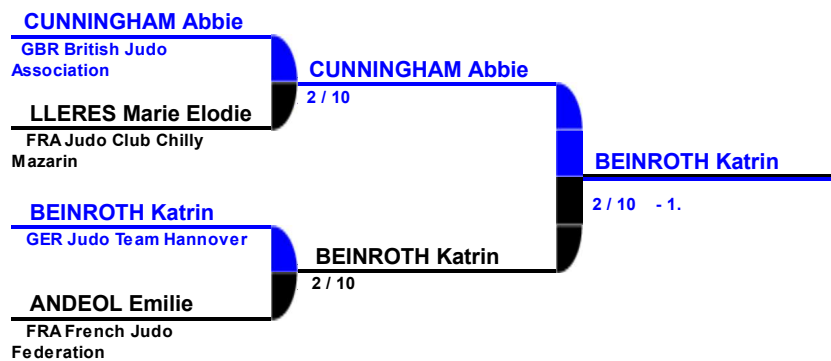 CUNNINGHAM Abbie
GBR British Judo
Association
CUNNINGHAM Abbie
2 / 10
LLERES Marie Elodie
FRA Judo Club Chilly
Mazarin
BEINROTH Katrin
2 / 10 - 1.
BEINROTH Katrin
GER Judo Team Hannover
BEINROTH Katrin
2 / 10
ANDEOL Emilie
FRA French Judo
Federation